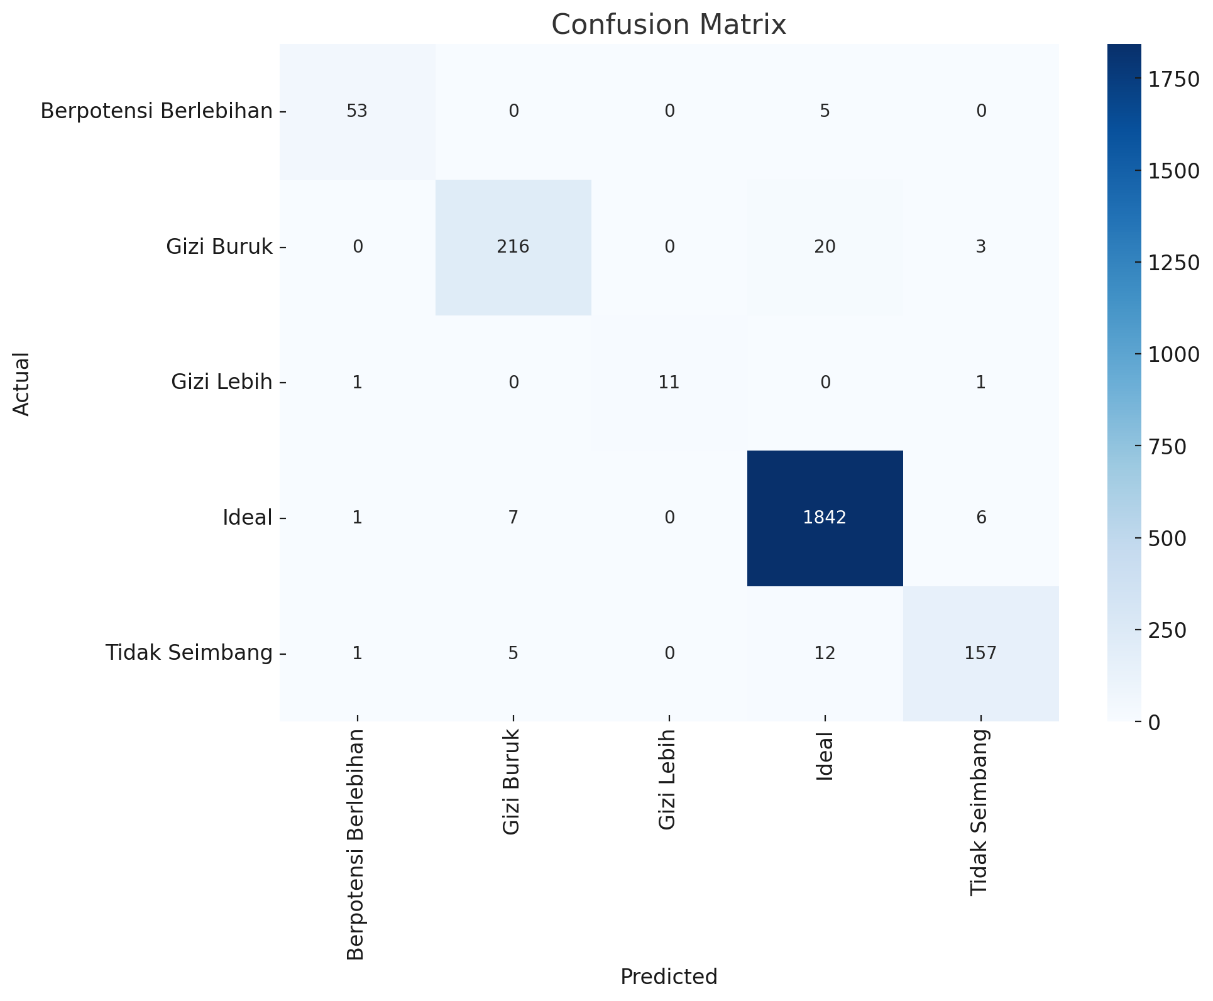 Confusion Matrix
Actual
Berpotensi Berlebihan 53 0 0 5 0
Gizi Buruk 0 216 0 20 3
Gizi Lebih 1 0 11 0 1
Ideal 1 7 0 1842 6
Tidak Seimbang 1 5 0 12 157
Berpotensi Berlebihan
Gizi Buruk
Gizi Lebih
Ideal
Tidak Seimbang
Predicted
1750
1500
1250
1000
750
500
250
0